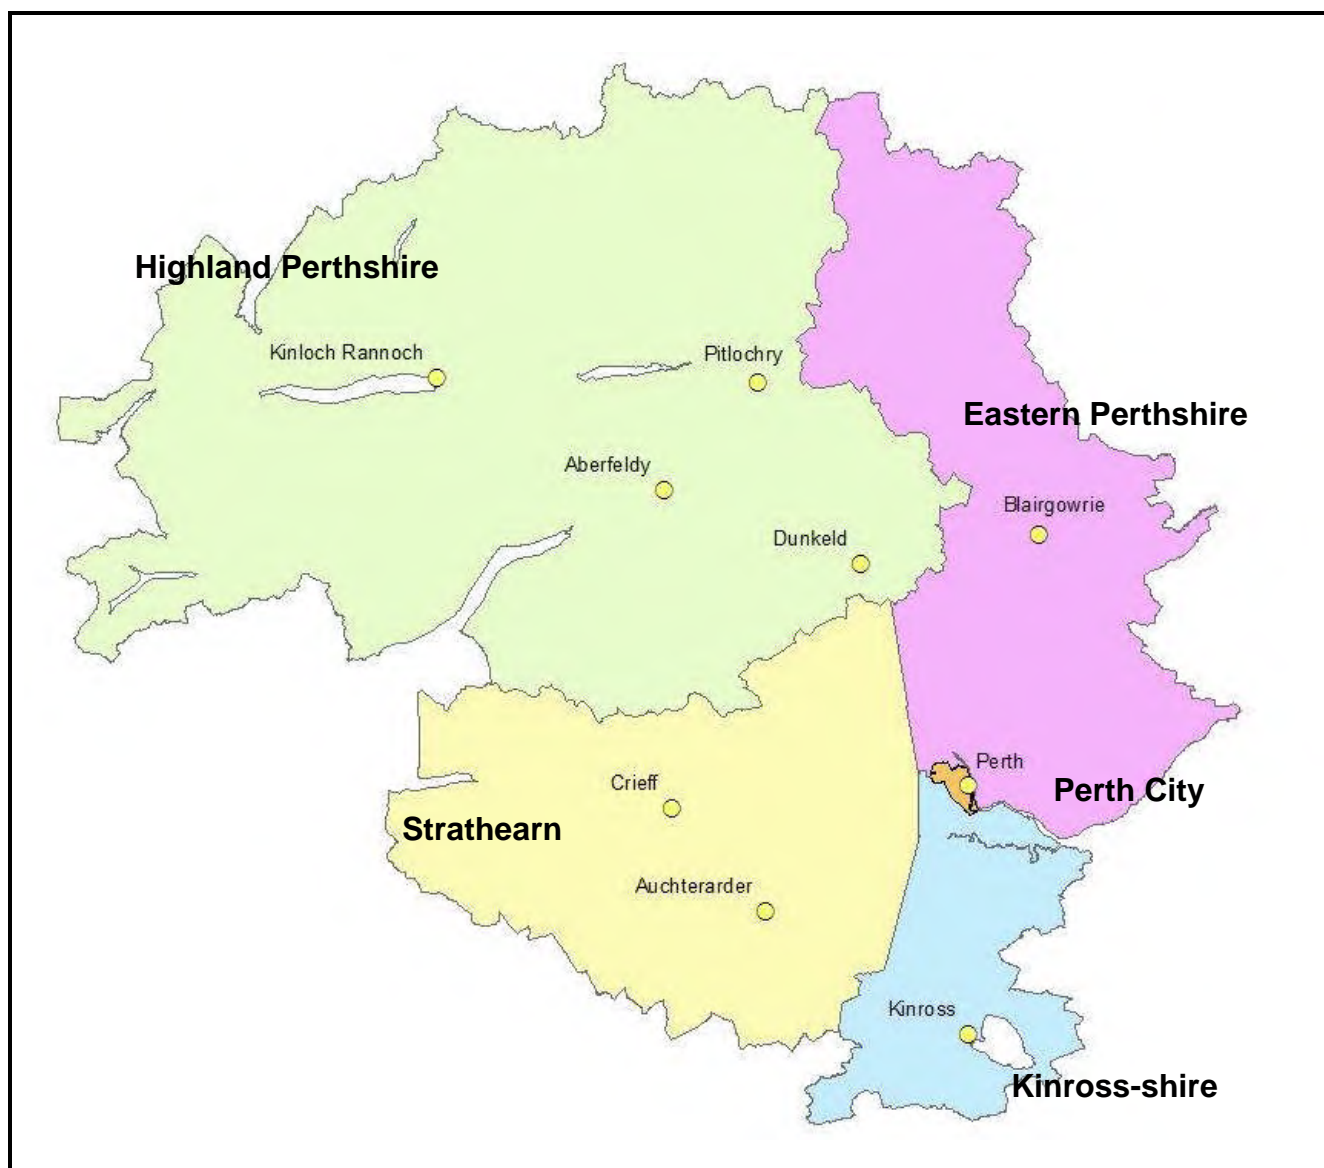 Highland Perthshire
Kinloch Rannoch
Pitlochry
Eastern Perthshire
Aberfeldy
Blairgowrie
Dunkeld
Perth
Crieff
Perth City
Strathearn
Auchterarder
Kinross
Kinross-shire